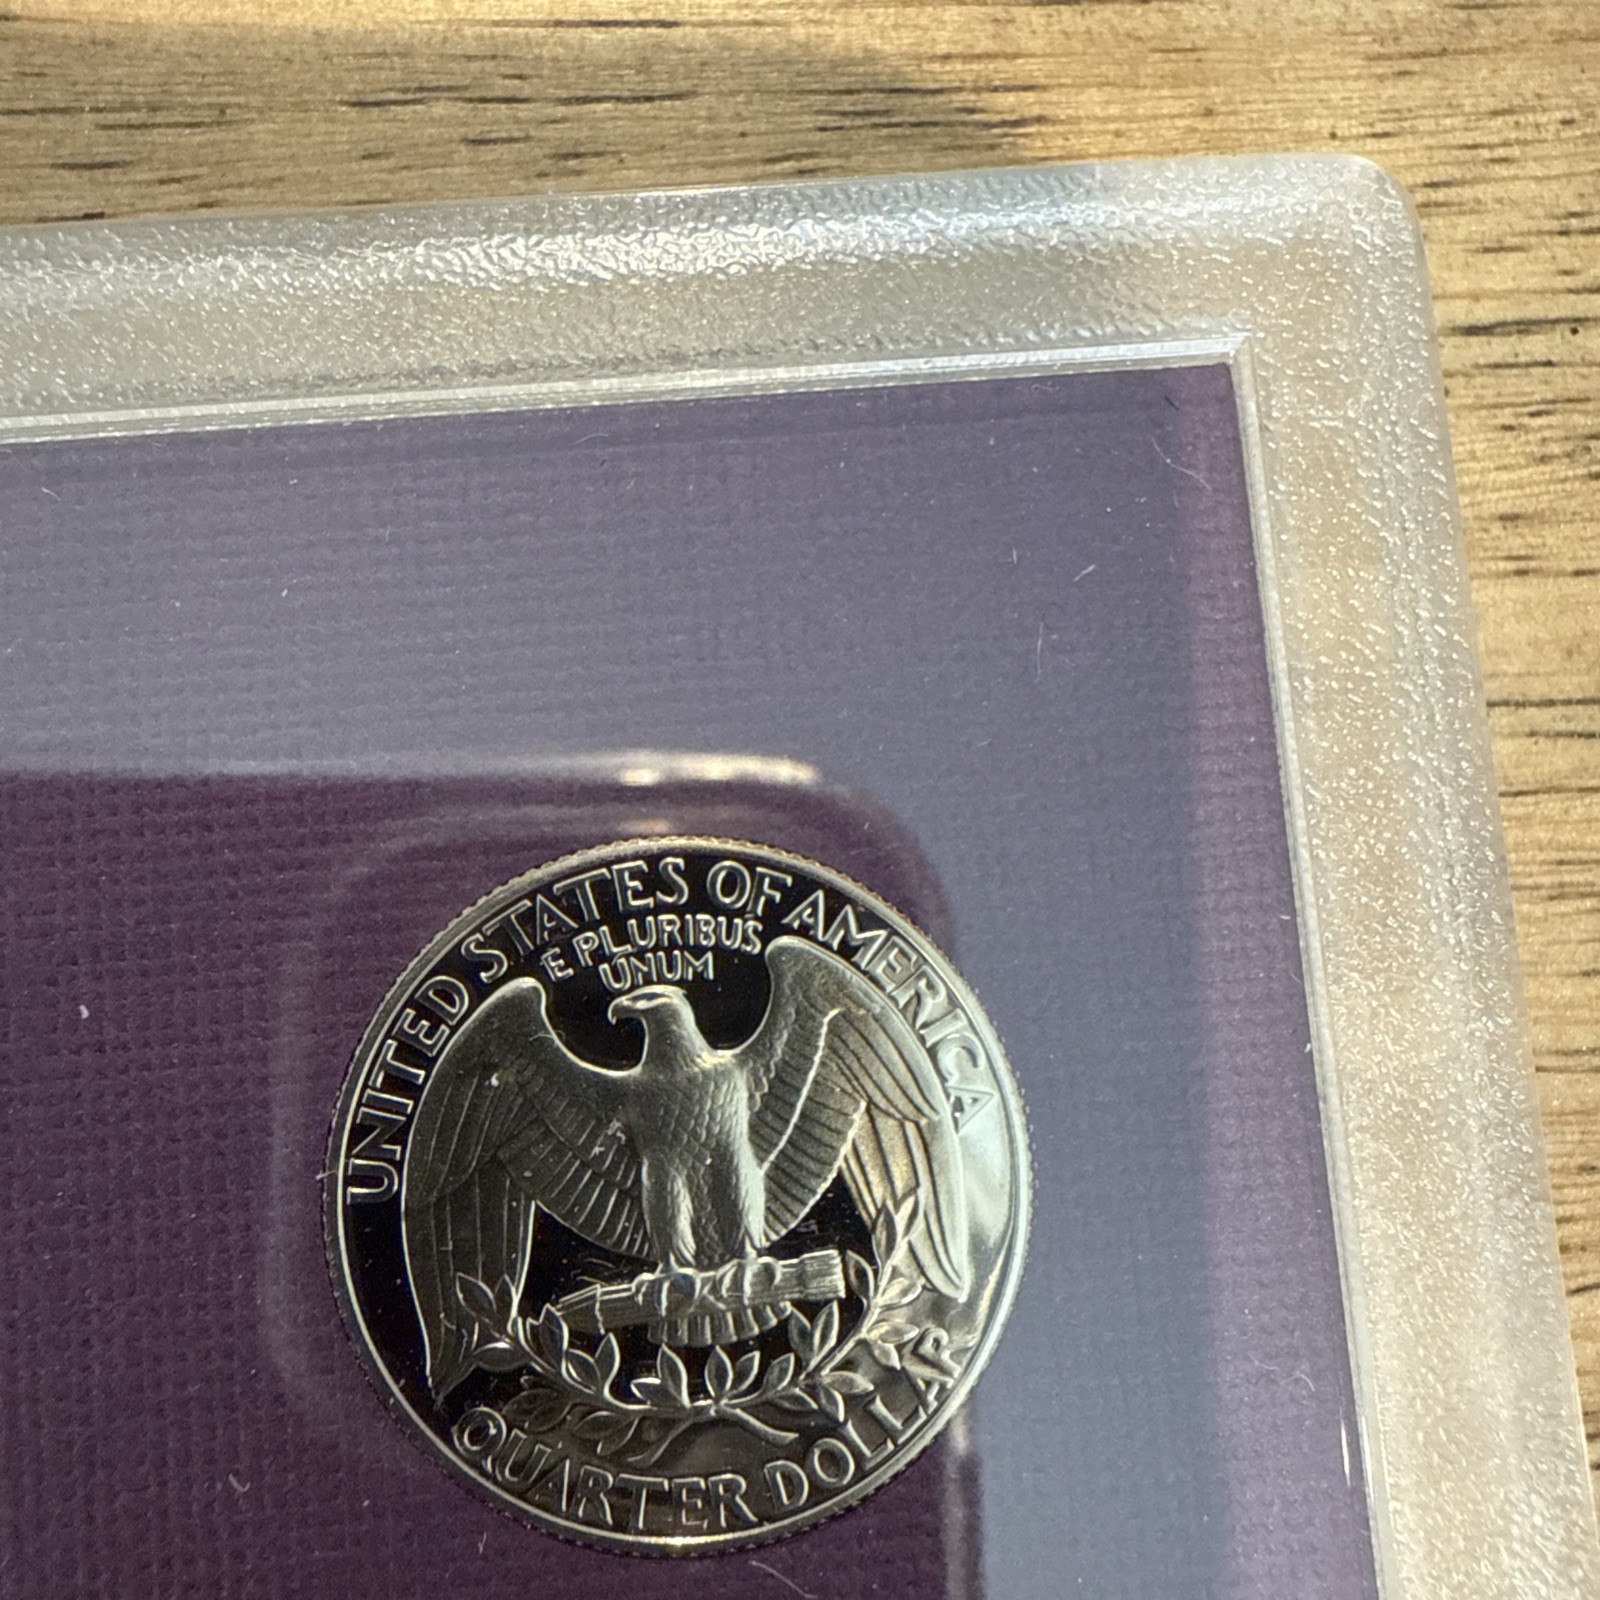 UNITED STATES OF AMERICA
E PLURIBUS
UNUM
QUARTER DOLLAR